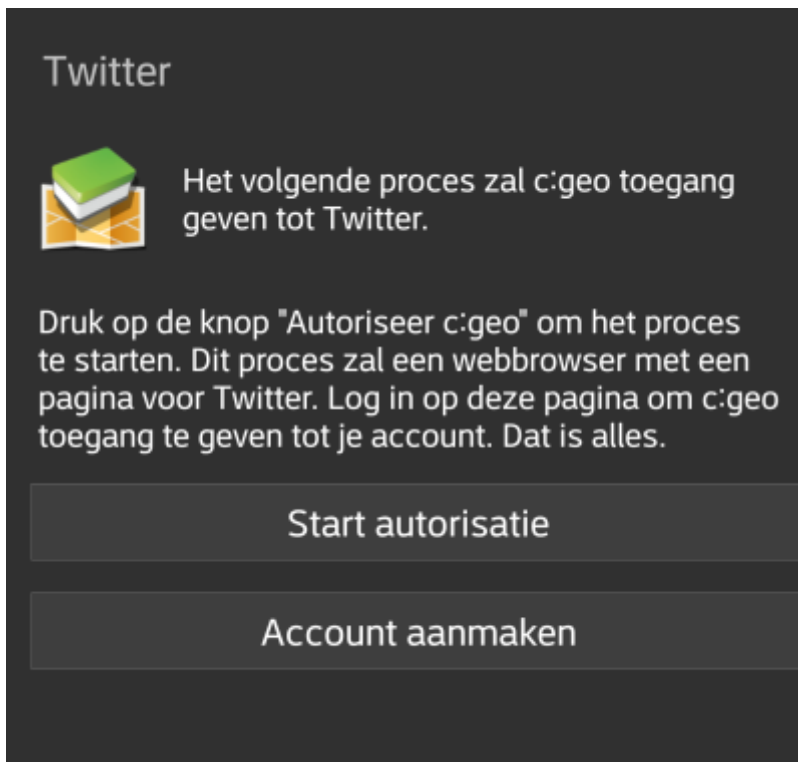 Twitter
Het volgende proces zal c:geo toegang
geven tot Twitter.
Druk op de knop "Autoriseer c:geo" om het proces
te starten. Dit proces zal een webbrowser met een
pagina voor Twitter. Log in op deze pagina om c:geo
toegang te geven tot je account. Dat is alles.
Start autorisatie
Account aanmaken